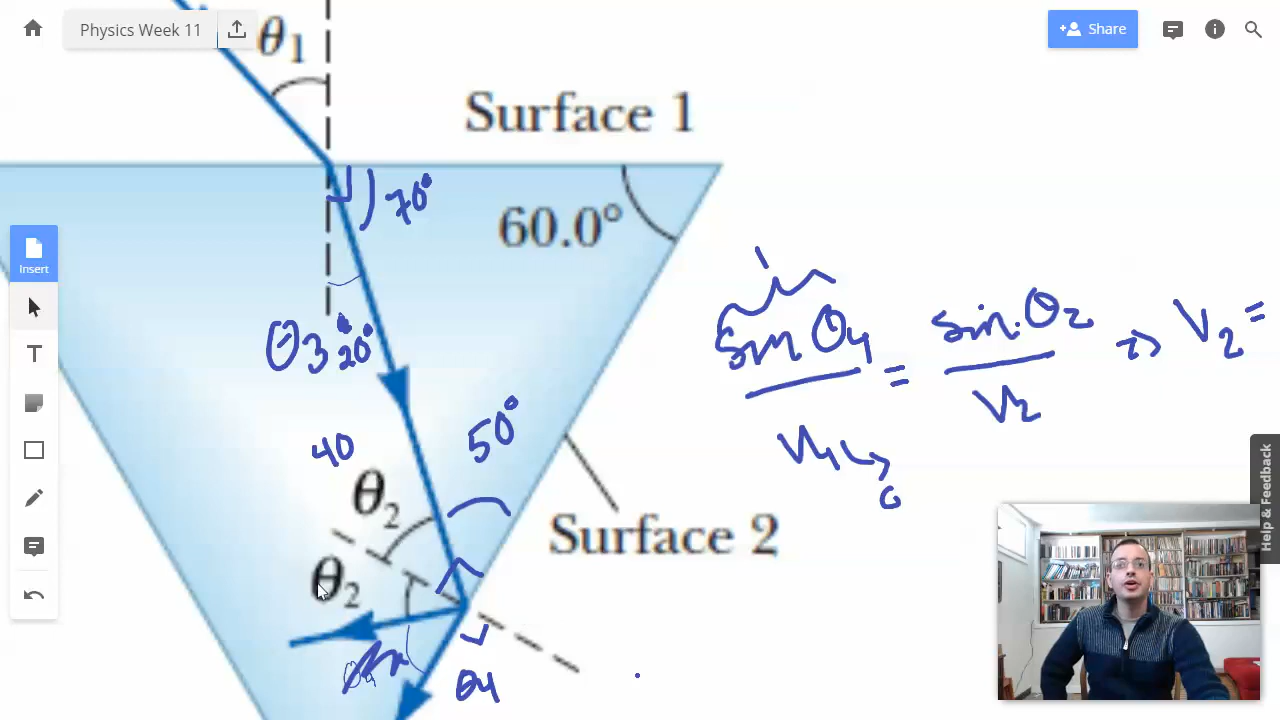 Physics Week 11
Share
θ1
Surface 1
70°
60.0°
Insert
T
θ3 20°
sin θ4 = sin θ2 => V2 =
V1 V2
50°
40
θ2
Surface 2
θ2
θ4
Help & Feedback